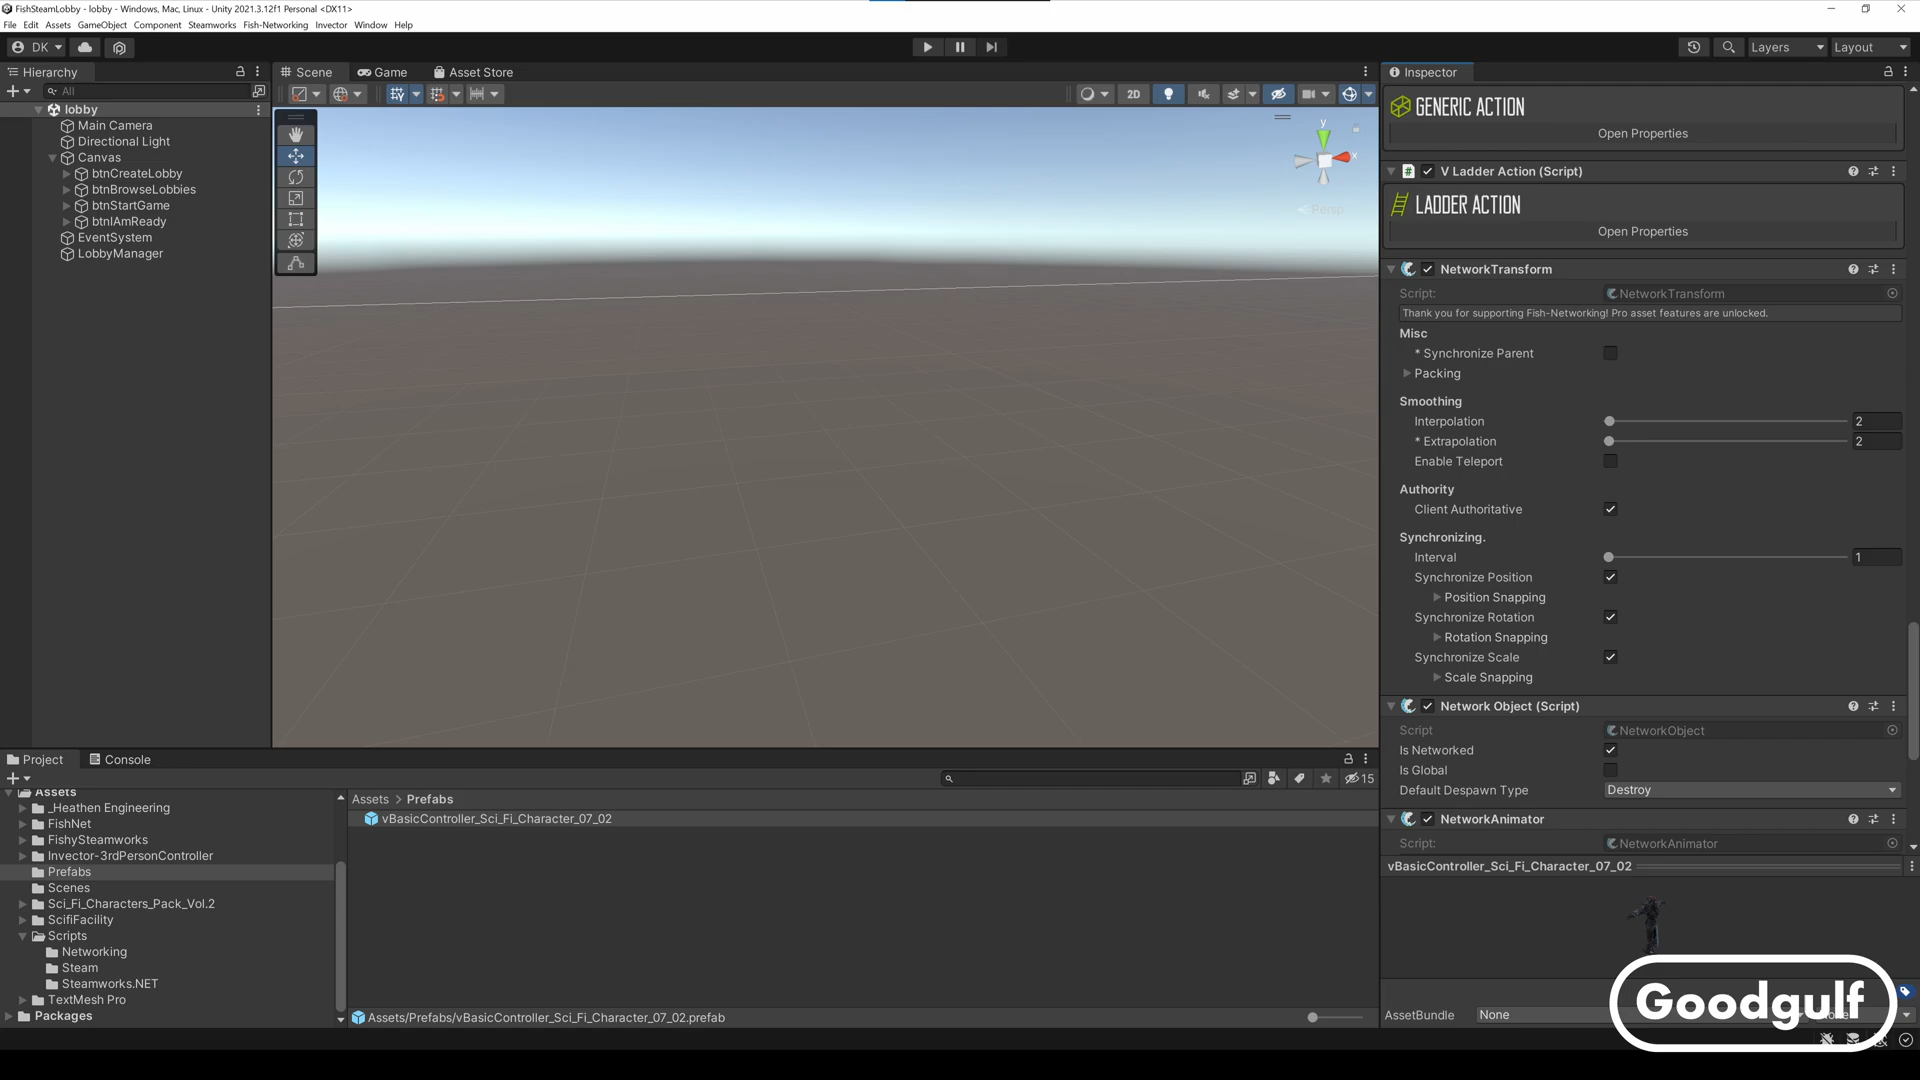 FishSteamLobby - lobby - Windows, Mac, Linux - Unity 2021.3.12f1 Personal <DX11>
File Edit Assets GameObject Component Steamworks Fish-Networking Invector Window Help
DK
Layers
Layout
Hierarchy
All
lobby
Main Camera
Directional Light
Canvas
btnCreateLobby
btnBrowseLobbies
btnStartGame
btnIAmReady
EventSystem
LobbyManager
Scene
Game
Asset Store
2D
y
x
Persp
Inspector
GENERIC ACTION
Open Properties
V Ladder Action (Script)
LADDER ACTION
Open Properties
NetworkTransform
Script: NetworkTransform
Thank you for supporting Fish-Networking! Pro asset features are unlocked.
Misc
* Synchronize Parent
Packing
Smoothing
Interpolation 2
* Extrapolation 2
Enable Teleport
Authority
Client Authoritative
Synchronizing.
Interval 1
Synchronize Position
Position Snapping
Synchronize Rotation
Rotation Snapping
Synchronize Scale
Scale Snapping
Network Object (Script)
Script NetworkObject
Is Networked
Is Global
Default Despawn Type Destroy
NetworkAnimator
Script: NetworkAnimator
vBasicController_Sci_Fi_Character_07_02
AssetBundle None
Goodgulf
Project
Console
15
Assets
_Heathen Engineering
FishNet
FishySteamworks
Invector-3rdPersonController
Prefabs
Scenes
Sci_Fi_Characters_Pack_Vol.2
ScifiFacility
Scripts
Networking
Steam
Steamworks.NET
TextMesh Pro
Packages
Assets > Prefabs
vBasicController_Sci_Fi_Character_07_02
Assets/Prefabs/vBasicController_Sci_Fi_Character_07_02.prefab